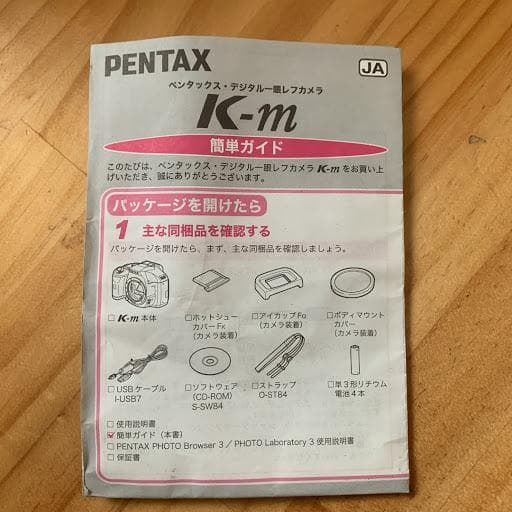 PENTAX
JA
ペンタックス・デジタル一眼レフカメラ
K-m
簡単ガイド
このたびは、ペンタックス・デジタル一眼レフカメラ K-m をお買い上
げいただき、誠にありがとうございます。
パッケージを開けたら
1 主な同梱品を確認する
パッケージを開けたら、まず、主な同梱品を確認しましょう。
□ K-m 本体
□ホットシュー
カバー FK
(カメラ装着)
□アイカップ FQ
(カメラ装着)
□ボディマウント
カバー
(カメラ装着)
□ USB ケーブル
I-USB7
□ソフトウェア
(CD-ROM)
S-SW84
□ストラップ
O-ST84
□単3形リチウム
電池4本
□ 使用説明書
☑ 簡単ガイド(本書)
□ PENTAX PHOTO Browser 3 / PHOTO Laboratory 3 使用説明書
□ 保証書